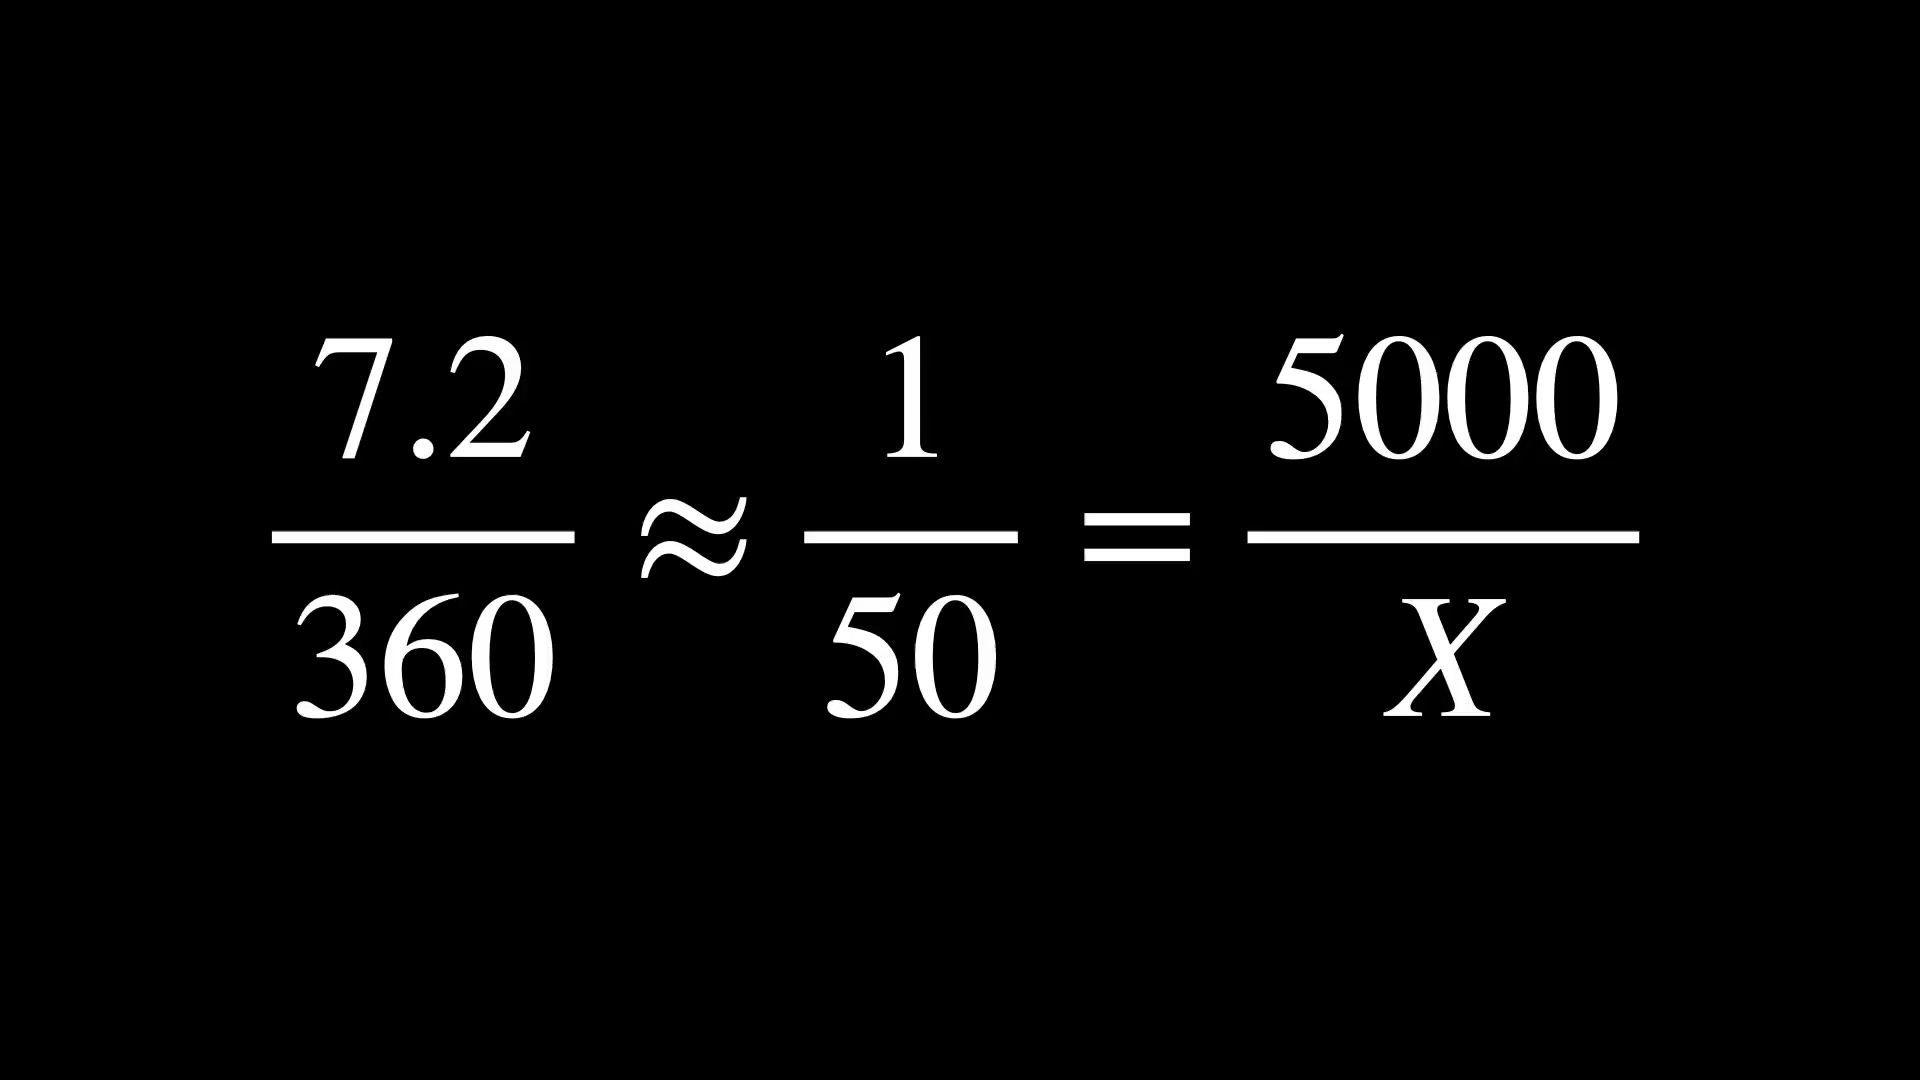 7.2/360 ≈ 1/50 = 5000/X